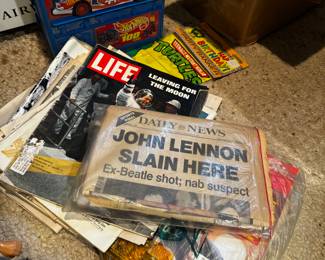 Hot Wheels
100
TURTLES
LIFE
LEAVING FOR
THE MOON
DAILY NEWS
JOHN LENNON
SLAIN HERE
Ex-Beatle shot; nab suspect